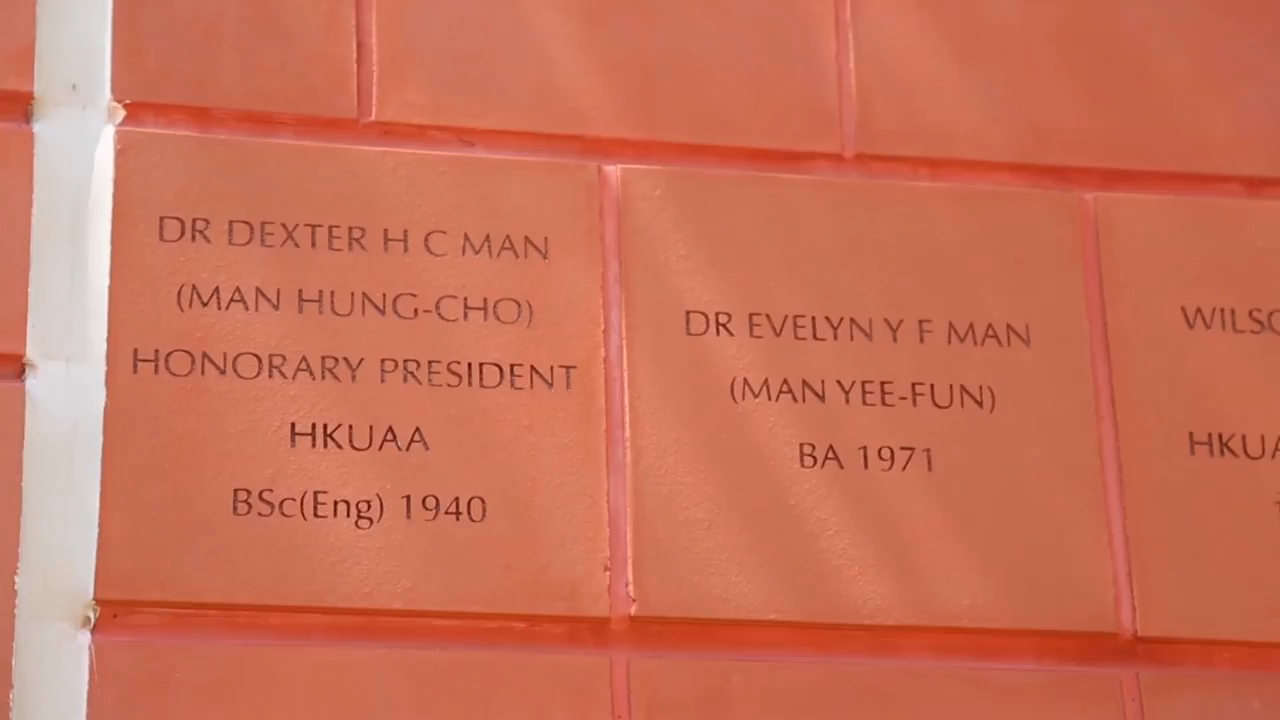 DR DEXTER H C MAN
(MAN HUNG-CHO)
HONORARY PRESIDENT
HKUAA
BSc(Eng) 1940
DR EVELYN Y F MAN
(MAN YEE-FUN)
BA 1971